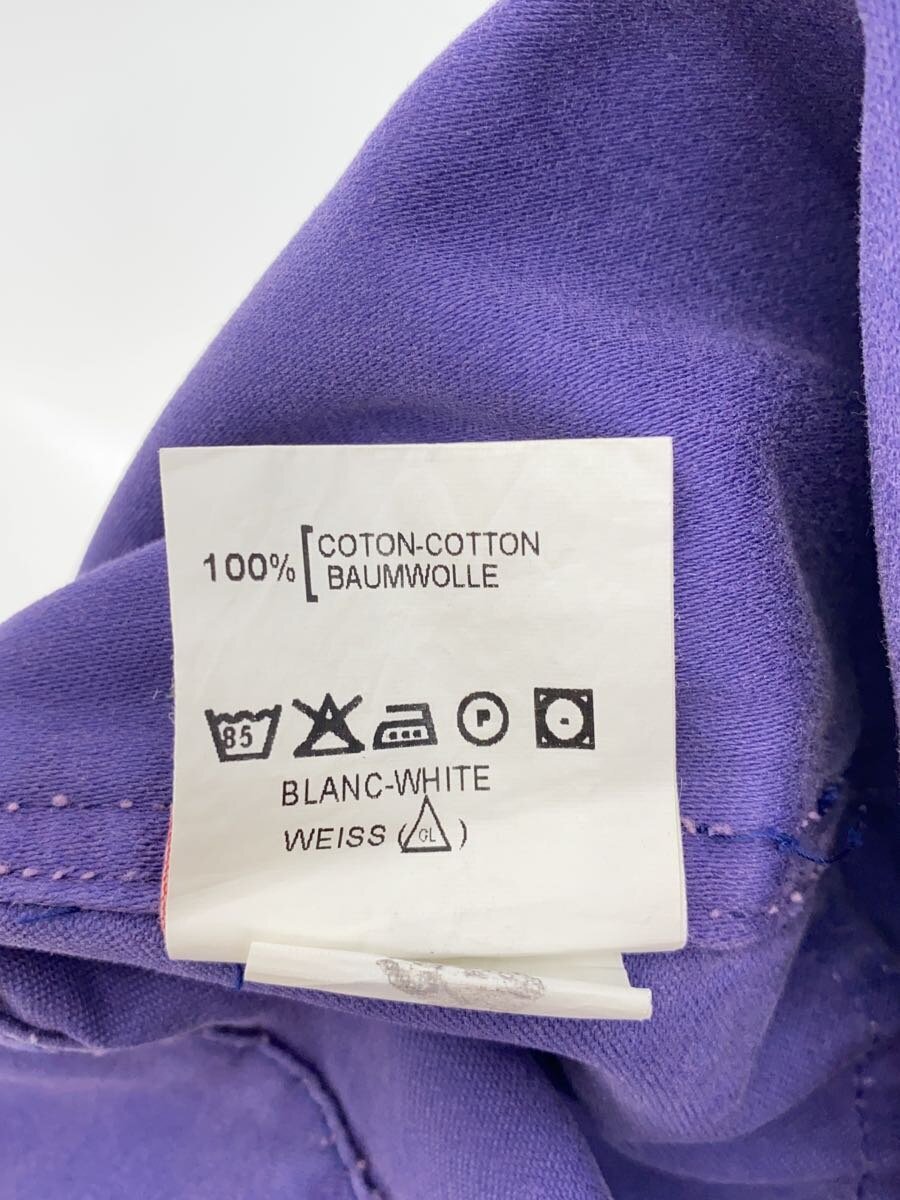 100% [COTON-COTTON
BAUMWOLLE
85 P
BLANC-WHITE
WEISS (CL)